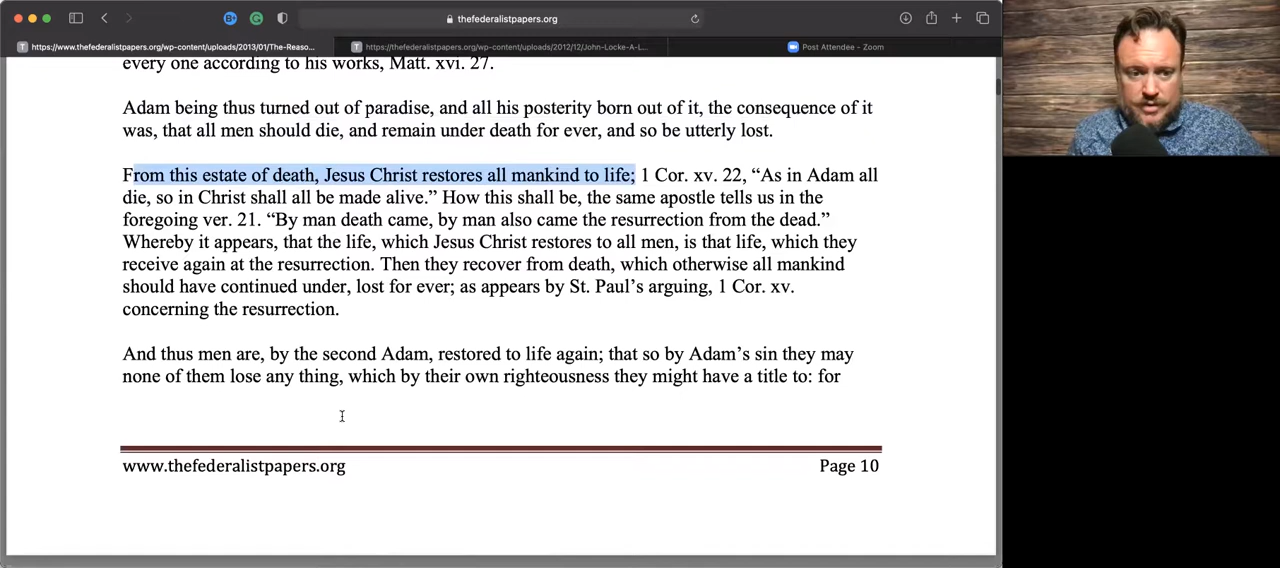 thefederalistpapers.org
https://www.thefederalistpapers.org/wp-content/uploads/2013/01/The-Reaso...
https://thefederalistpapers.org/wp-content/uploads/2012/12/John-Locke-A-L...
Post Attendee - Zoom
every one according to his works, Matt. xvi. 27.
Adam being thus turned out of paradise, and all his posterity born out of it, the consequence of it
was, that all men should die, and remain under death for ever, and so be utterly lost.
From this estate of death, Jesus Christ restores all mankind to life; 1 Cor. xv. 22, “As in Adam all
die, so in Christ shall all be made alive.” How this shall be, the same apostle tells us in the
foregoing ver. 21. “By man death came, by man also came the resurrection from the dead.”
Whereby it appears, that the life, which Jesus Christ restores to all men, is that life, which they
receive again at the resurrection. Then they recover from death, which otherwise all mankind
should have continued under, lost for ever; as appears by St. Paul’s arguing, 1 Cor. xv.
concerning the resurrection.
And thus men are, by the second Adam, restored to life again; that so by Adam’s sin they may
none of them lose any thing, which by their own righteousness they might have a title to: for
www.thefederalistpapers.org Page 10